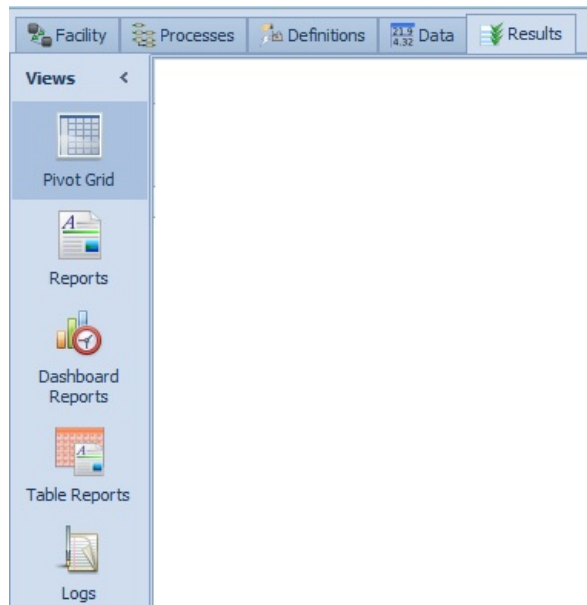 Facility
Processes
Definitions
21.9
4.32
Data
Results
Views
Pivot Grid
A
Reports
Dashboard
Reports
A
Table Reports
Logs